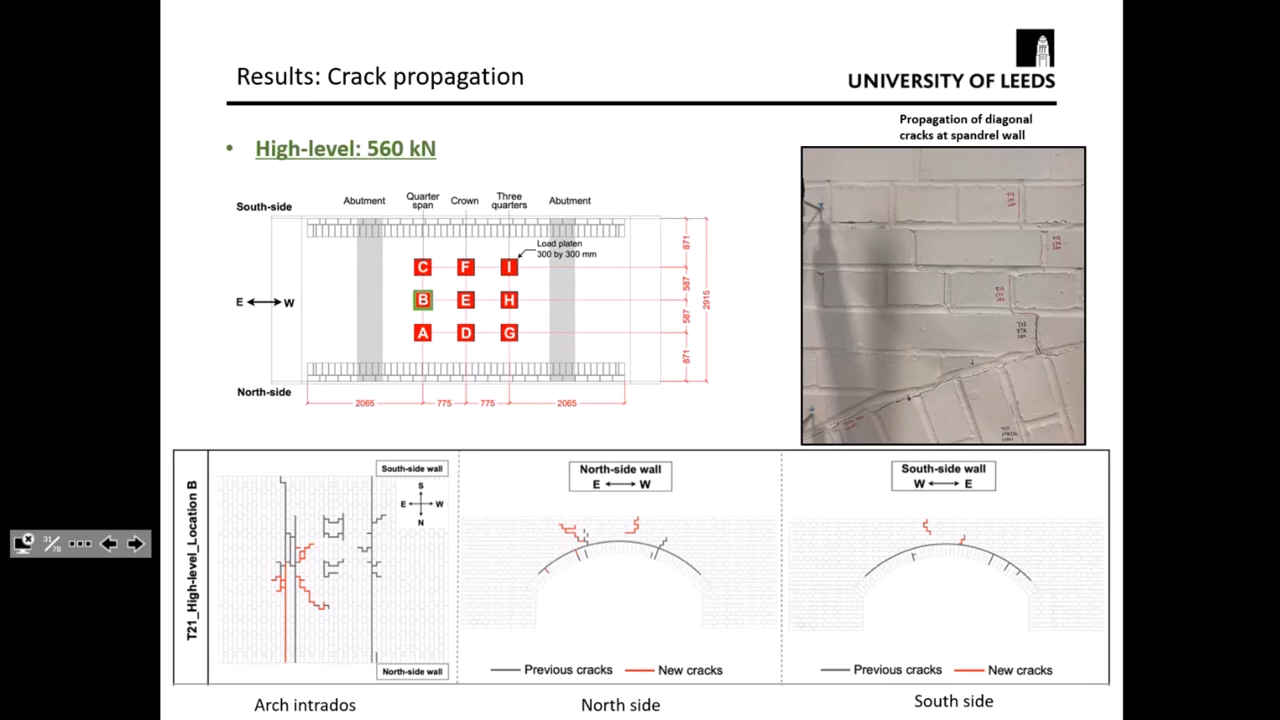 Results: Crack propagation
UNIVERSITY OF LEEDS
Propagation of diagonal
cracks at spandrel wall
• High-level: 560 kN
South-side
Abutment
Quarter
span
Crown
Three
quarters
Abutment
Load platen
300 by 300 mm
C F I
E W
B E H
A D G
North-side
871
587
587
871
2915
2065
775
775
2065
T21_High-level_Location B
South-side wall
S
E W
N
North-side wall
North-side wall
E W
Previous cracks
New cracks
South-side wall
W E
Previous cracks
New cracks
31/78
Arch intrados
North side
South side